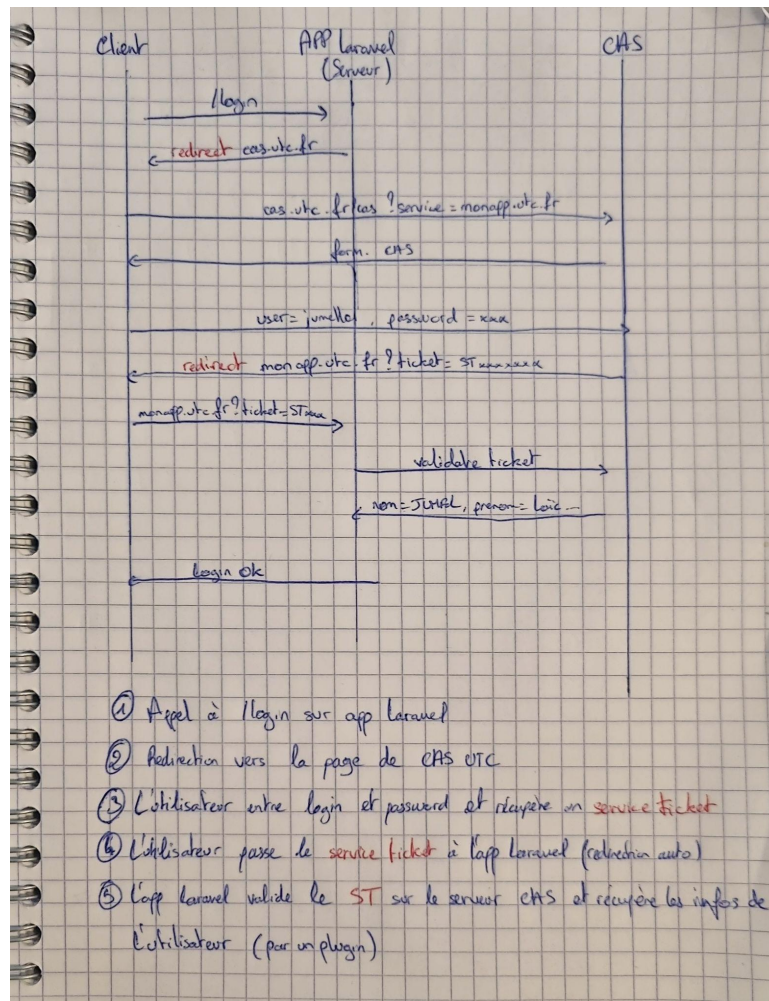 Client
APP Laravel
(Serveur)
CAS
/login
redirect cas.utc.fr
cas.utc.fr/cas ?service=monapp.utc.fr
form. CAS
user= jumelloi, password = xxx
redirect monapp.utc.fr ? ticket= STxxxxxxx
monapp.utc.fr?ticket=STxxx
validate ticket
nom=JUMEL, prenom= Loïc ...
Login ok
① Appel à /login sur app Laravel
② Redirection vers la page de CAS UTC
③ L'utilisateur entre login et password et récupère un service ticket
④ L'utilisateur passe le service ticket à l'app Laravel (redirection auto)
⑤ L'app Laravel valide le ST sur le serveur CAS et récupère les infos de
l'utilisateur (par un plugin)